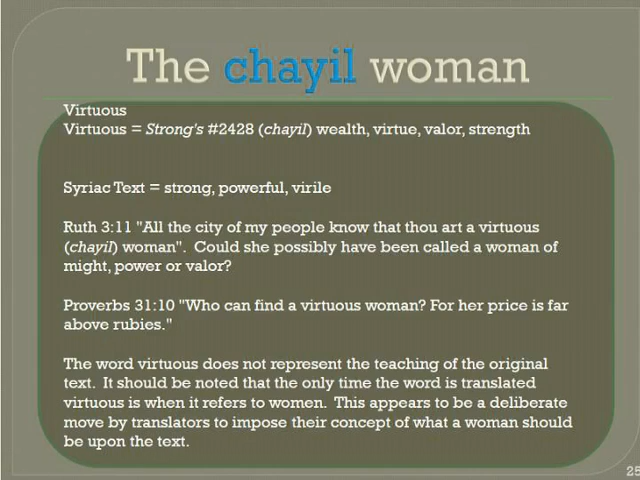 The chayil woman
Virtuous
Virtuous = Strong's #2428 (chayil) wealth, virtue, valor, strength
Syriac Text = strong, powerful, virile
Ruth 3:11 "All the city of my people know that thou art a virtuous
(chayil) woman". Could she possibly have been called a woman of
might, power or valor?
Proverbs 31:10 "Who can find a virtuous woman? For her price is far
above rubies."
The word virtuous does not represent the teaching of the original
text. It should be noted that the only time the word is translated
virtuous is when it refers to women. This appears to be a deliberate
move by translators to impose their concept of what a woman should
be upon the text.
25